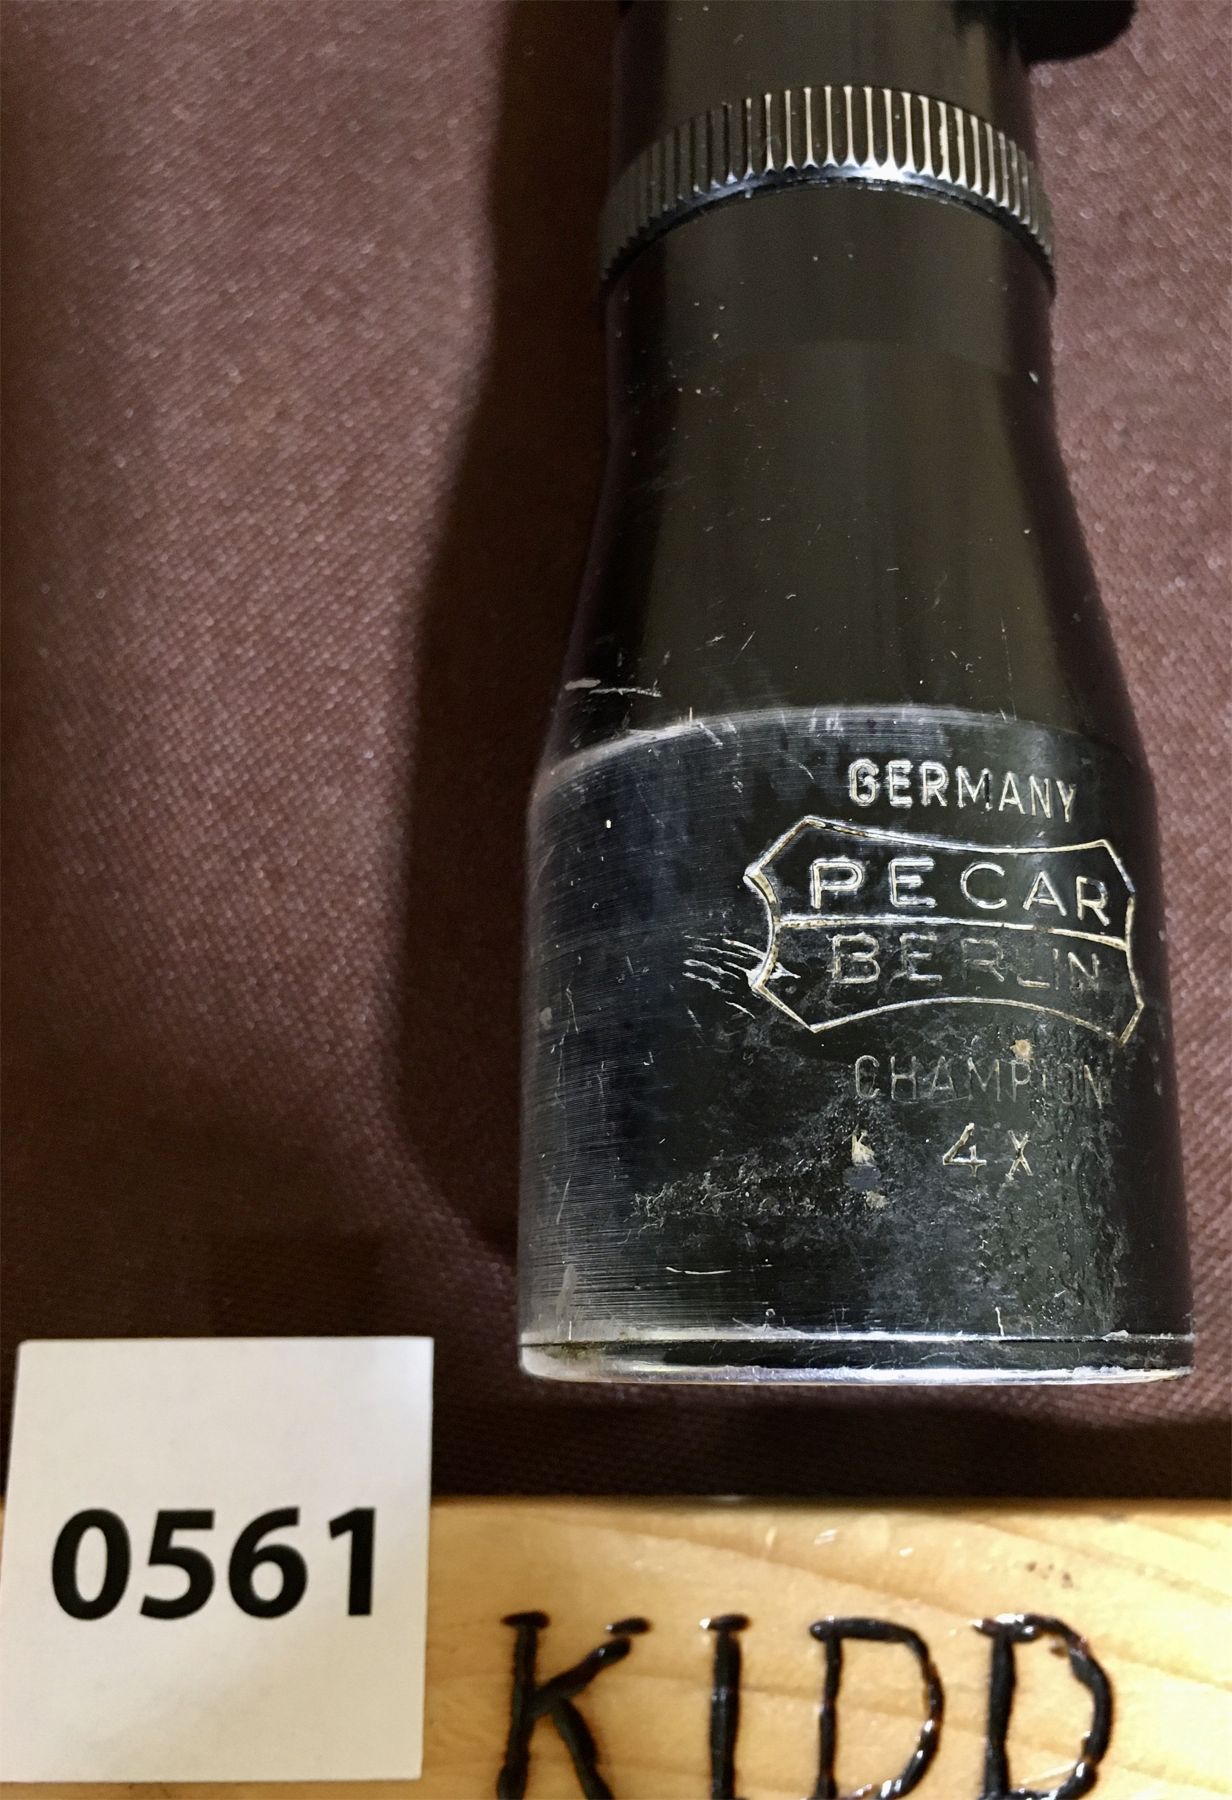 GERMANY
PECAR
BERLIN
CHAMPION
4X
0561
KIDD